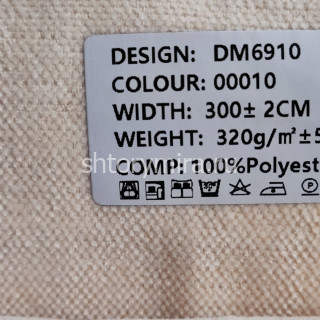 DESIGN: DM6910
COLOUR: 00010
WIDTH: 300± 2CM
WEIGHT: 320g/㎡±5
COMP: 100%Polyest